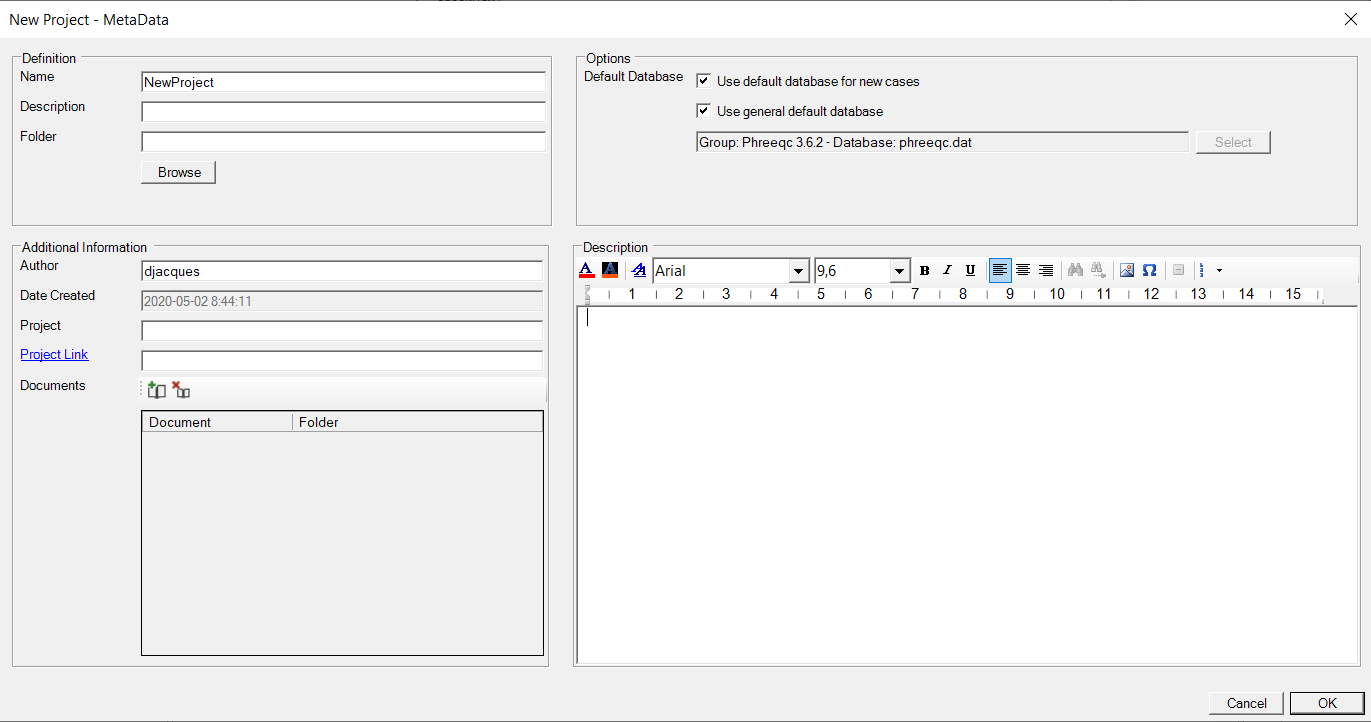 New Project - MetaData
Definition
Name
NewProject
Description
Folder
Browse
Options
Default Database
Use default database for new cases
Use general default database
Group: Phreeqc 3.6.2 - Database: phreeqc.dat
Select
Additional Information
Author
djacques
Date Created
2020-05-02 8:44:11
Project
Project Link
Documents
Document Folder
Description
A A A Arial 9,6 B I U Ω
1 2 3 4 5 6 7 8 9 10 11 12 13 14 15
Cancel OK